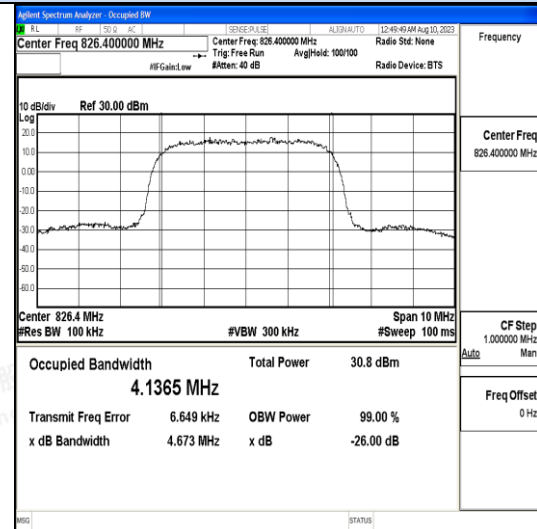 Agilent Spectrum Analyzer - Occupied BW
RL RF 50 Ω AC SENSE:PULSE ALIGNAUTO 12:49:49 AM Aug 10, 2023
Center Freq 826.400000 MHz Center Freq: 826.400000 MHz Radio Std: None Frequency
Trig: Free Run Avg|Hold: 100/100
#IFGain:Low #Atten: 40 dB Radio Device: BTS
10 dB/div Ref 30.00 dBm
Log
20.0
10.0
0.00
-10.0
-20.0
-30.0
-40.0
-50.0
-60.0
Center Freq
826.400000 MHz
Center 826.4 MHz Span 10 MHz
#Res BW 100 kHz #VBW 300 kHz #Sweep 100 ms
CF Step
1.000000 MHz
Auto Man
Occupied Bandwidth Total Power 30.8 dBm
4.1365 MHz
Freq Offset
0 Hz
Transmit Freq Error 6.649 kHz OBW Power 99.00 %
x dB Bandwidth 4.673 MHz x dB -26.00 dB
MSG STATUS